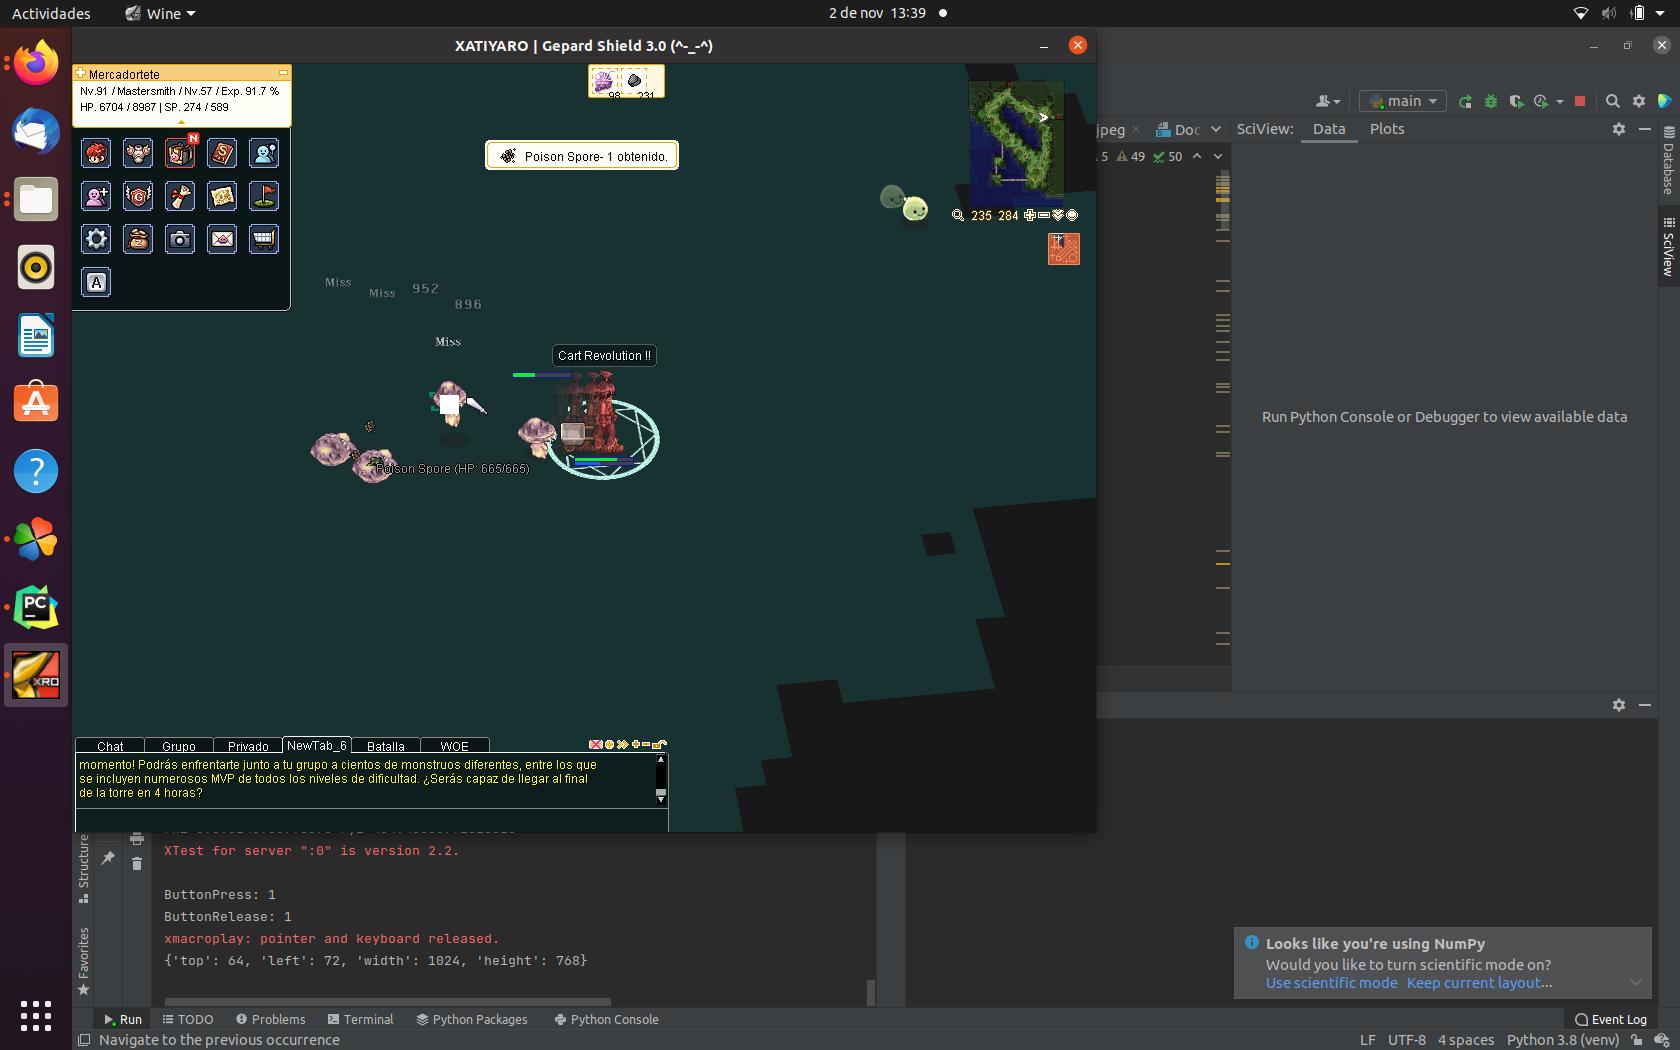 Actividades
Wine
2 de nov 13:39
XATIYARO | Gepard Shield 3.0 (^-_-^)
Mercadortete
Nv.91 / Mastersmith / Nv.57 / Exp. 91.7 %
HP. 6704 / 8987 | SP. 274 / 589
98 231
Poison Spore- 1 obtenido.
N
A
235 284
Miss
Miss
952
896
Miss
Cart Revolution !!
Poison Spore (HP: 665/665)
Chat
Grupo
Privado
NewTab_6
Batalla
WOE
momento! Podrás enfrentarte junto a tu grupo a cientos de monstruos diferentes, entre los que
se incluyen numerosos MVP de todos los niveles de dificultad. ¿Serás capaz de llegar al final
de la torre en 4 horas?
main
jpeg
Doc
SciView:
Data
Plots
5 49 50
Database
SciView
Run Python Console or Debugger to view available data
PC
XRO
Structure
Favorites
XTest for server ":0" is version 2.2.
ButtonPress: 1
ButtonRelease: 1
xmacroplay: pointer and keyboard released.
{'top': 64, 'left': 72, 'width': 1024, 'height': 768}
Looks like you're using NumPy
Would you like to turn scientific mode on?
Use scientific mode Keep current layout...
Run
TODO
Problems
Terminal
Python Packages
Python Console
Event Log
Navigate to the previous occurrence
LF UTF-8 4 spaces Python 3.8 (venv)